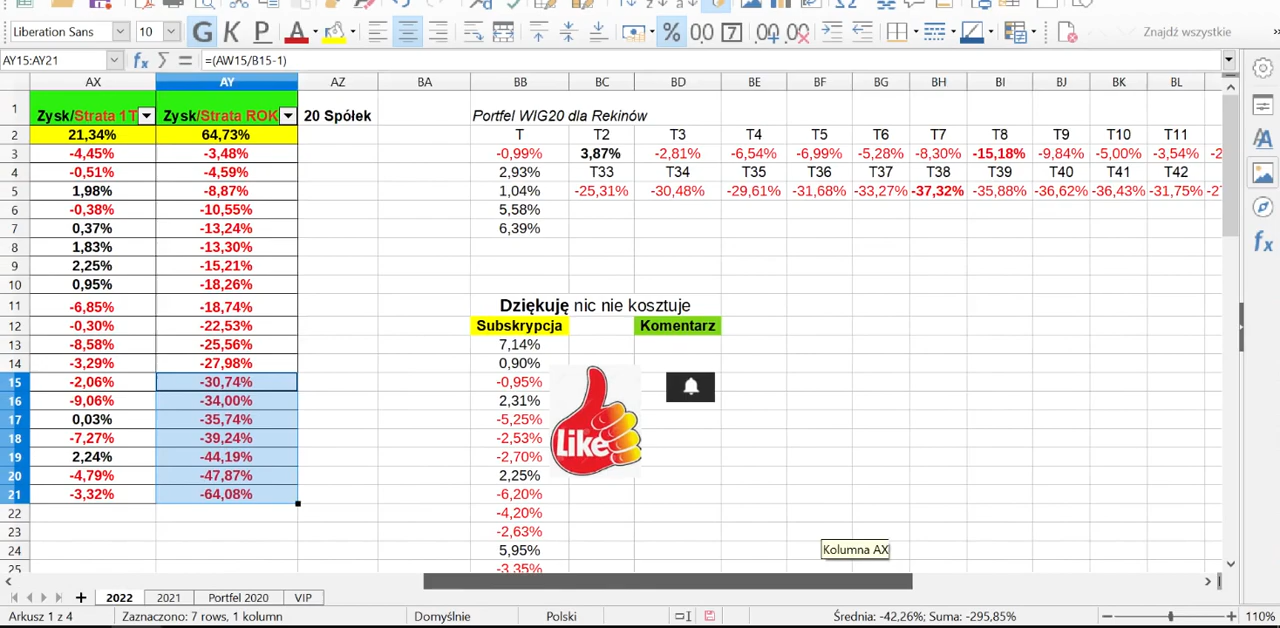 Liberation Sans 10 G K P A % 0,0 7 Znajdź wszystkie
AY15:AY21 fx Σ = =(AW15/B15-1)
AX AY AZ BA BB BC BD BE BF BG BH BI BJ BK BL
1 Zysk/Strata 1T Zysk/Strata ROK 20 Spółek Portfel WIG20 dla Rekinów
2 21,34% 64,73% T T2 T3 T4 T5 T6 T7 T8 T9 T10 T11
3 -4,45% -3,48% -0,99% 3,87% -2,81% -6,54% -6,99% -5,28% -8,30% -15,18% -9,84% -5,00% -3,54% -2
4 -0,51% -4,59% 2,93% T33 T34 T35 T36 T37 T38 T39 T40 T41 T42
5 1,98% -8,87% 1,04% -25,31% -30,48% -29,61% -31,68% -33,27% -37,32% -35,88% -36,62% -36,43% -31,75% -27
6 -0,38% -10,55% 5,58%
7 0,37% -13,24% 6,39%
8 1,83% -13,30%
9 2,25% -15,21%
10 0,95% -18,26%
11 -6,85% -18,74% Dziękuję nic nie kosztuje
12 -0,30% -22,53% Subskrypcja Komentarz
13 -8,58% -25,56% 7,14%
14 -3,29% -27,98% 0,90%
15 -2,06% -30,74% -0,95%
16 -9,06% -34,00% 2,31%
17 0,03% -35,74% -5,25%
18 -7,27% -39,24% -2,53% Like
19 2,24% -44,19% -2,70%
20 -4,79% -47,87% 2,25%
21 -3,32% -64,08% -6,20%
22 -4,20%
23 -2,63%
24 5,95% Kolumna AX
25 -3,35%
2022 2021 Portfel 2020 VIP
Arkusz 1 z 4 Zaznaczono: 7 rows, 1 kolumn Domyślnie Polski Średnia: -42,26%; Suma: -295,85% 110%